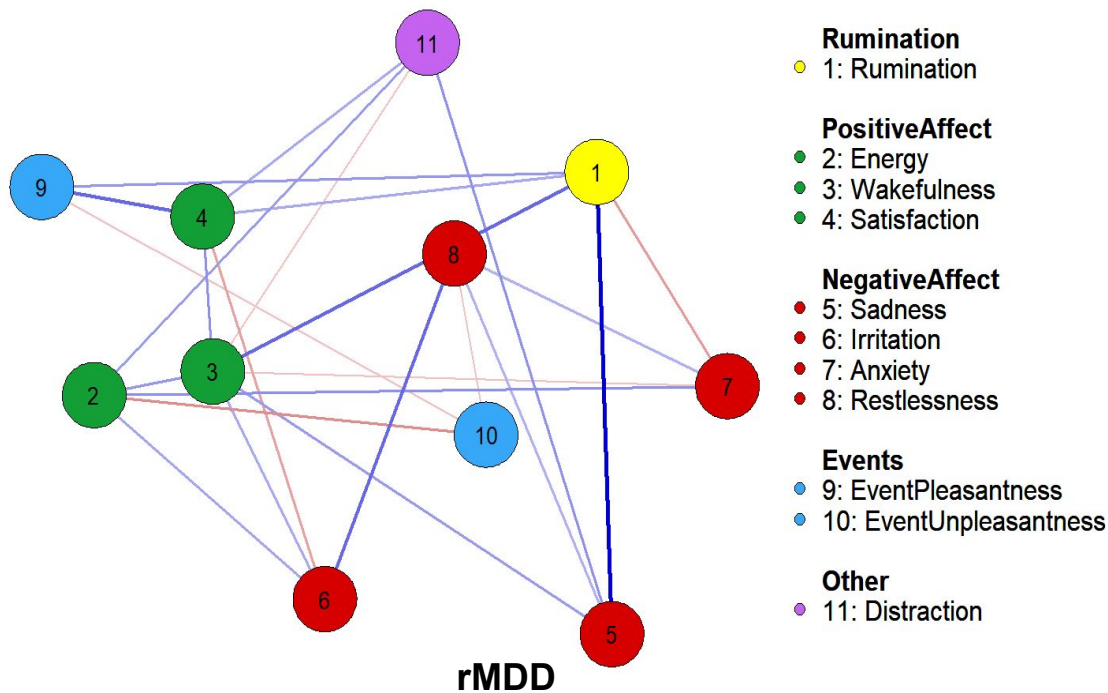 11
9
4
1
8
3
2
7
10
6
5
rMDD
Rumination
1: Rumination
PositiveAffect
2: Energy
3: Wakefulness
4: Satisfaction
NegativeAffect
5: Sadness
6: Irritation
7: Anxiety
8: Restlessness
Events
9: EventPleasantness
10: EventUnpleasantness
Other
11: Distraction